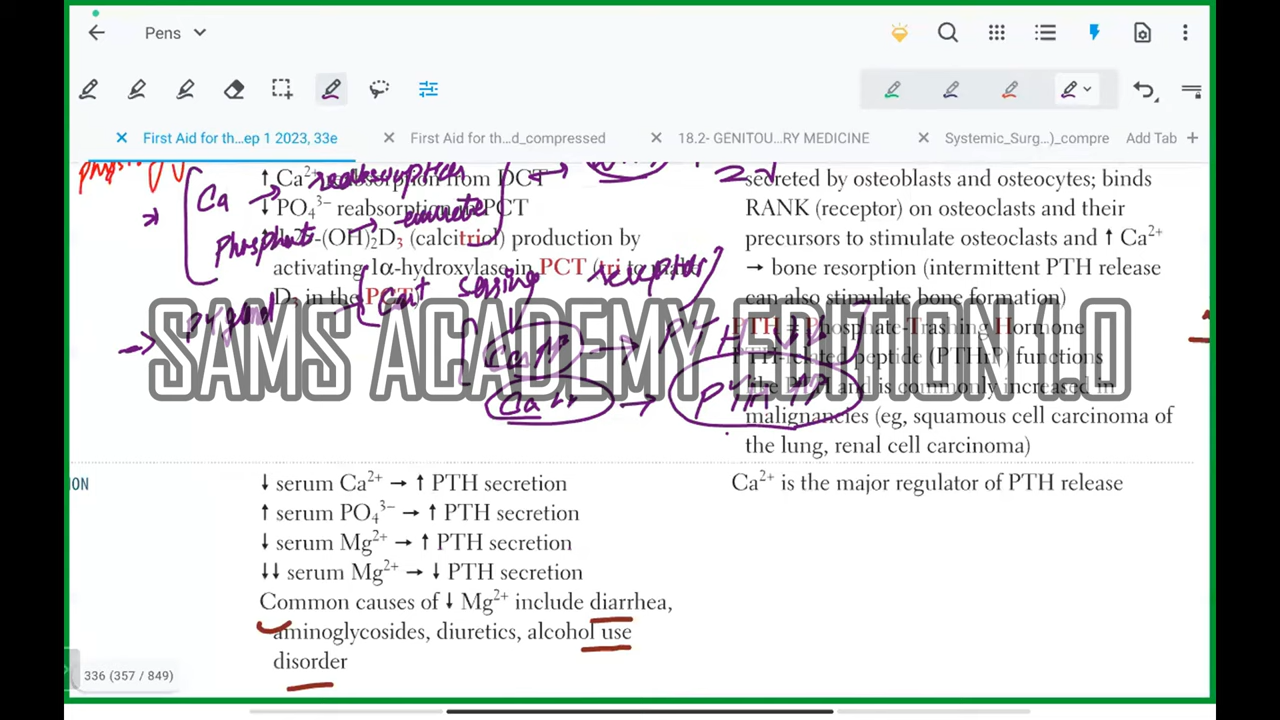 Pens
First Aid for th...ep 1 2023, 33e
First Aid for th...d_compressed
18.2- GENITOU...RY MEDICINE
Systemic_Surg...)_compre
Add Tab
↑ Ca²⁺ reabsorption from DCT
↓ PO₄³⁻ reabsorption in PCT
(OH)₂D₃ (calcitriol) production by
activating 1α-hydroxylase in PCT (tri to make
D₃ in the PCT)
Ca → reabsorption
Phosphate →
→
Ca++ sensing receptor
Ca ↑↑ → PTH ↓↓
Ca ↓↓ → PTH ↑↑
secreted by osteoblasts and osteocytes; binds
RANK (receptor) on osteoclasts and their
precursors to stimulate osteoclasts and ↑ Ca²⁺
→ bone resorption (intermittent PTH release
can also stimulate bone formation)
PTH = Phosphate-Trashing Hormone
PTH-related peptide (PTHrP) functions
like PTH and is commonly increased in
malignancies (eg, squamous cell carcinoma of
the lung, renal cell carcinoma)
SAMS ACADEMY EDITION 1.0
ION
↓ serum Ca²⁺ → ↑ PTH secretion
↑ serum PO₄³⁻ → ↑ PTH secretion
↓ serum Mg²⁺ → ↑ PTH secretion
↓↓ serum Mg²⁺ → ↓ PTH secretion
Common causes of ↓ Mg²⁺ include diarrhea,
aminoglycosides, diuretics, alcohol use
disorder
Ca²⁺ is the major regulator of PTH release
336 (357 / 849)